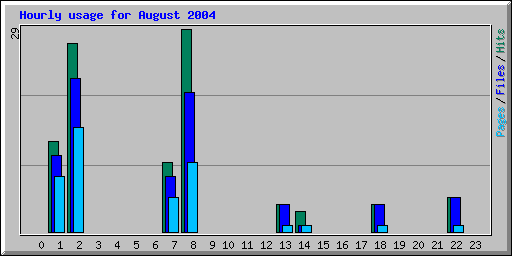 Hourly usage for August 2004
29
Pages/Files/Hits
0 1 2 3 4 5 6 7 8 9 10 11 12 13 14 15 16 17 18 19 20 21 22 23